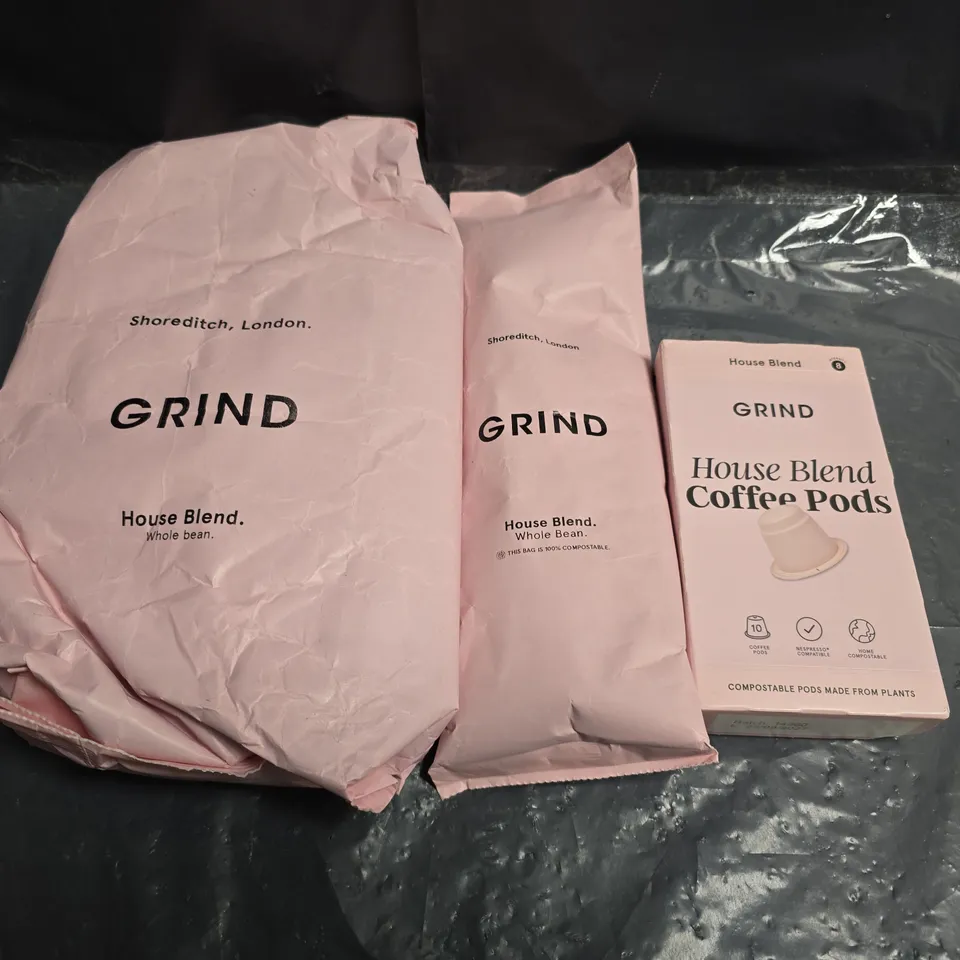 Shoreditch, London.
GRIND
House Blend.
Whole bean.
Shoreditch, London
GRIND
House Blend.
Whole Bean.
THIS BAG IS 100% COMPOSTABLE.
House Blend
8
GRIND
House Blend
Coffee Pods
10
COFFEE
PODS
NESPRESSO®
COMPATIBLE
HOME
COMPOSTABLE
COMPOSTABLE PODS MADE FROM PLANTS